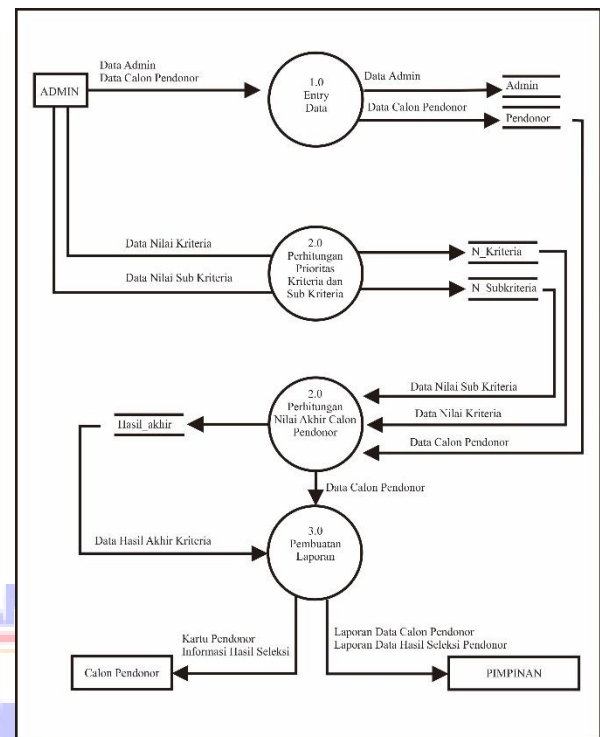 Data Admin
Data Calon Pendonor
ADMIN
1.0
Entry
Data
Data Admin
Admin
Data Calon Pendonor
Pendonor
Data Nilai Kriteria
Data Nilai Sub Kriteria
2.0
Perhitungan
Prioritas
Kriteria dan
Sub Kriteria
N_Kriteria
N_Subkriteria
Data Nilai Sub Kriteria
Data Nilai Kriteria
Data Calon Pendonor
2.0
Perhitungan
Nilai Akhir Calon
Pendonor
Hasil_akhir
Data Calon Pendonor
Data Hasil Akhir Kriteria
3.0
Pembuatan
Laporan
Kartu Pendonor
Informasi Hasil Seleksi
Laporan Data Calon Pendonor
Laporan Data Hasil Seleksi Pendonor
Calon Pendonor
PIMPINAN